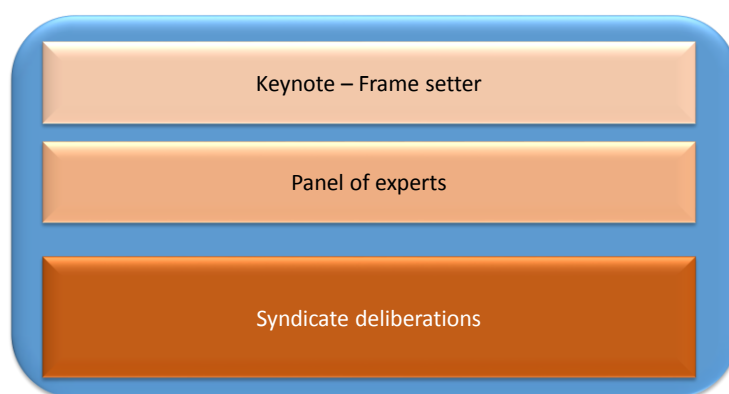 Keynote – Frame setter
Panel of experts
Syndicate deliberations